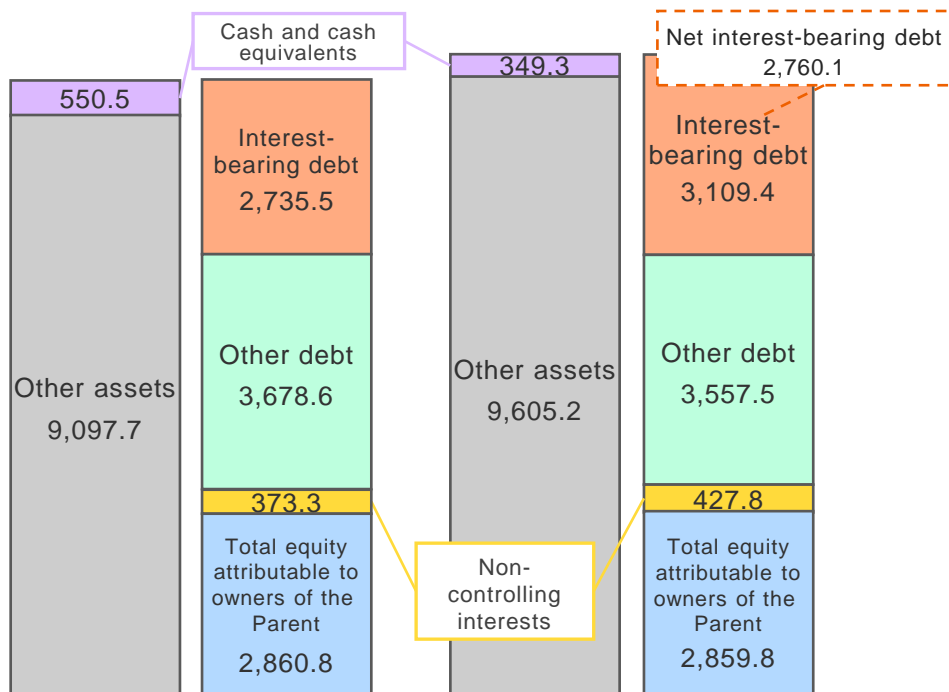 Cash and cash
equivalents
Net interest-bearing debt
2,760.1
550.5
Other assets
9,097.7
Interest-
bearing debt
2,735.5
Other debt
3,678.6
373.3
Total equity
attributable to
owners of the
Parent
2,860.8
Non-
controlling
interests
349.3
Other assets
9,605.2
Interest-
bearing debt
3,109.4
Other debt
3,557.5
427.8
Total equity
attributable to
owners of the
Parent
2,859.8